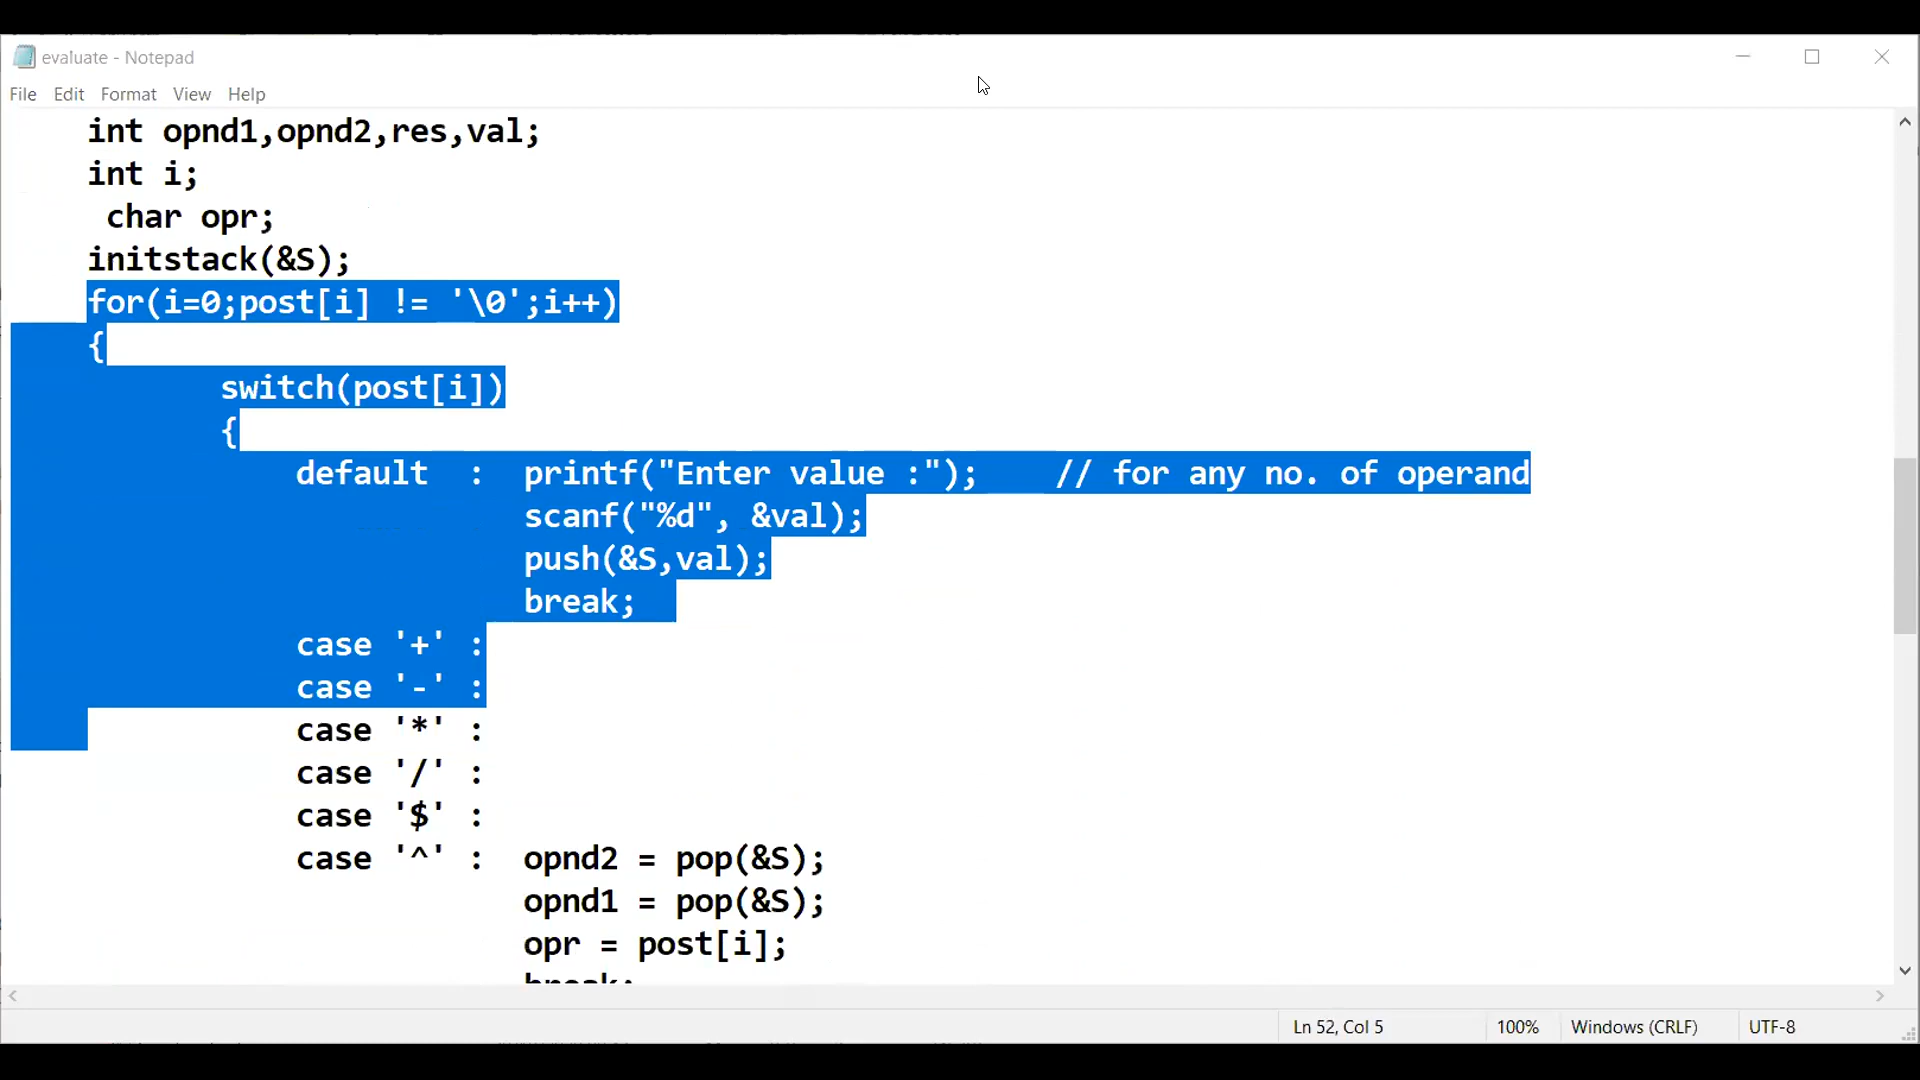 evaluate - Notepad
File Edit Format View Help
int opnd1,opnd2,res,val;
int i;
char opr;
initstack(&S);
for(i=0;post[i] != '\0';i++)
{
switch(post[i])
{
default : printf("Enter value :"); // for any no. of operand
scanf("%d", &val);
push(&S,val);
break;
case '+' :
case '-' :
case '*' :
case '/' :
case '$' :
case '^' : opnd2 = pop(&S);
opnd1 = pop(&S);
opr = post[i];
break;
Ln 52, Col 5 100% Windows (CRLF) UTF-8